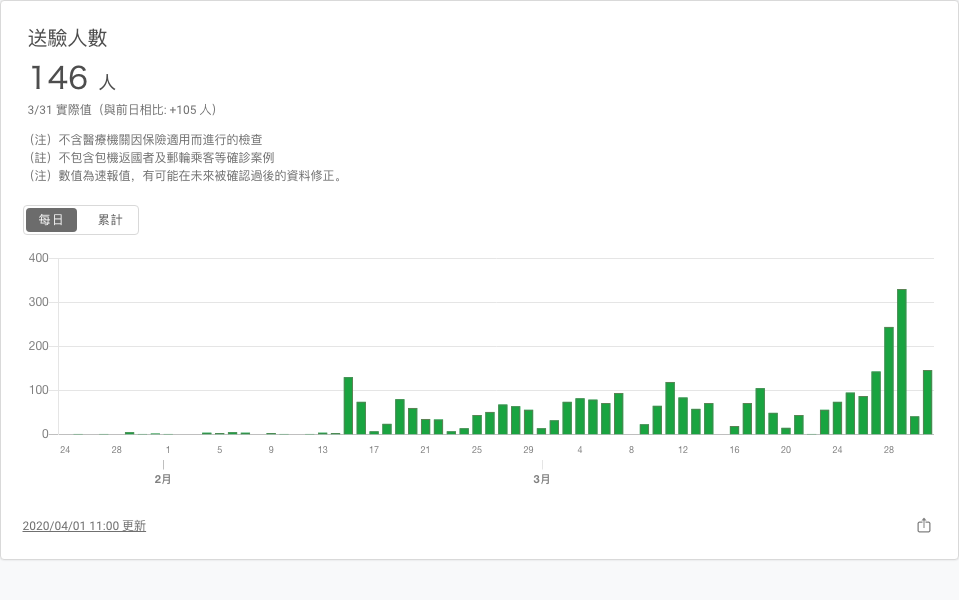 送驗人數
146 人
3/31 實際值（與前日相比: +105 人）
（注）不含醫療機關因保險適用而進行的檢查
（註）不包含包機返國者及郵輪乘客等確診案例
（注）數值為速報值，有可能在未來被確認過後的資料修正。
每日 累計
400
300
200
100
0
24 28 1 5 9 13 17 21 25 29 4 8 12 16 20 24 28
2月 3月
2020/04/01 11:00 更新